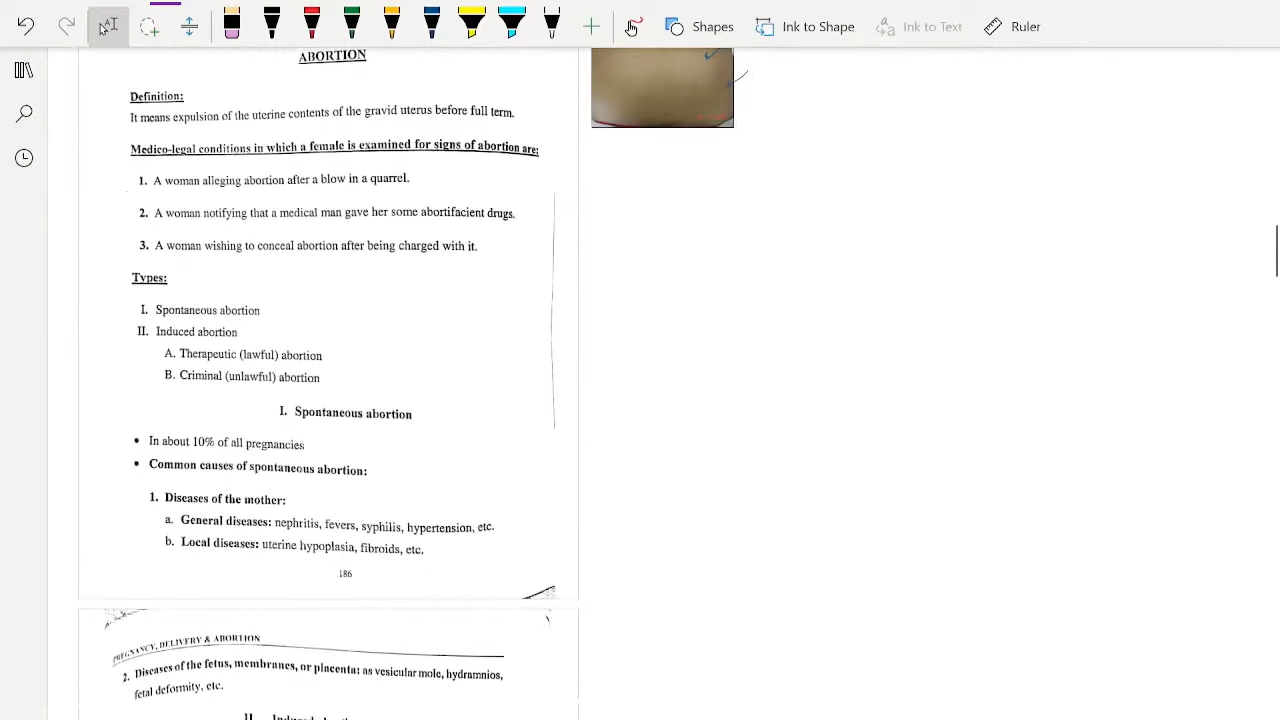 Shapes
Ink to Shape
Ink to Text
Ruler
ABORTION
Definition:
It means expulsion of the uterine contents of the gravid uterus before full term.
Medico-legal conditions in which a female is examined for signs of abortion are:
1. A woman alleging abortion after a blow in a quarrel.
2. A woman notifying that a medical man gave her some abortifacient drugs.
3. A woman wishing to conceal abortion after being charged with it.
Types:
I. Spontaneous abortion
II. Induced abortion
A. Therapeutic (lawful) abortion
B. Criminal (unlawful) abortion
I. Spontaneous abortion
• In about 10% of all pregnancies
• Common causes of spontaneous abortion:
1. Diseases of the mother:
a. General diseases: nephritis, fevers, syphilis, hypertension, etc.
b. Local diseases: uterine hypoplasia, fibroids, etc.
186
PREGNANCY, DELIVERY & ABORTION
2. Diseases of the fetus, membranes, or placenta: as vesicular mole, hydramnios,
fetal deformity, etc.